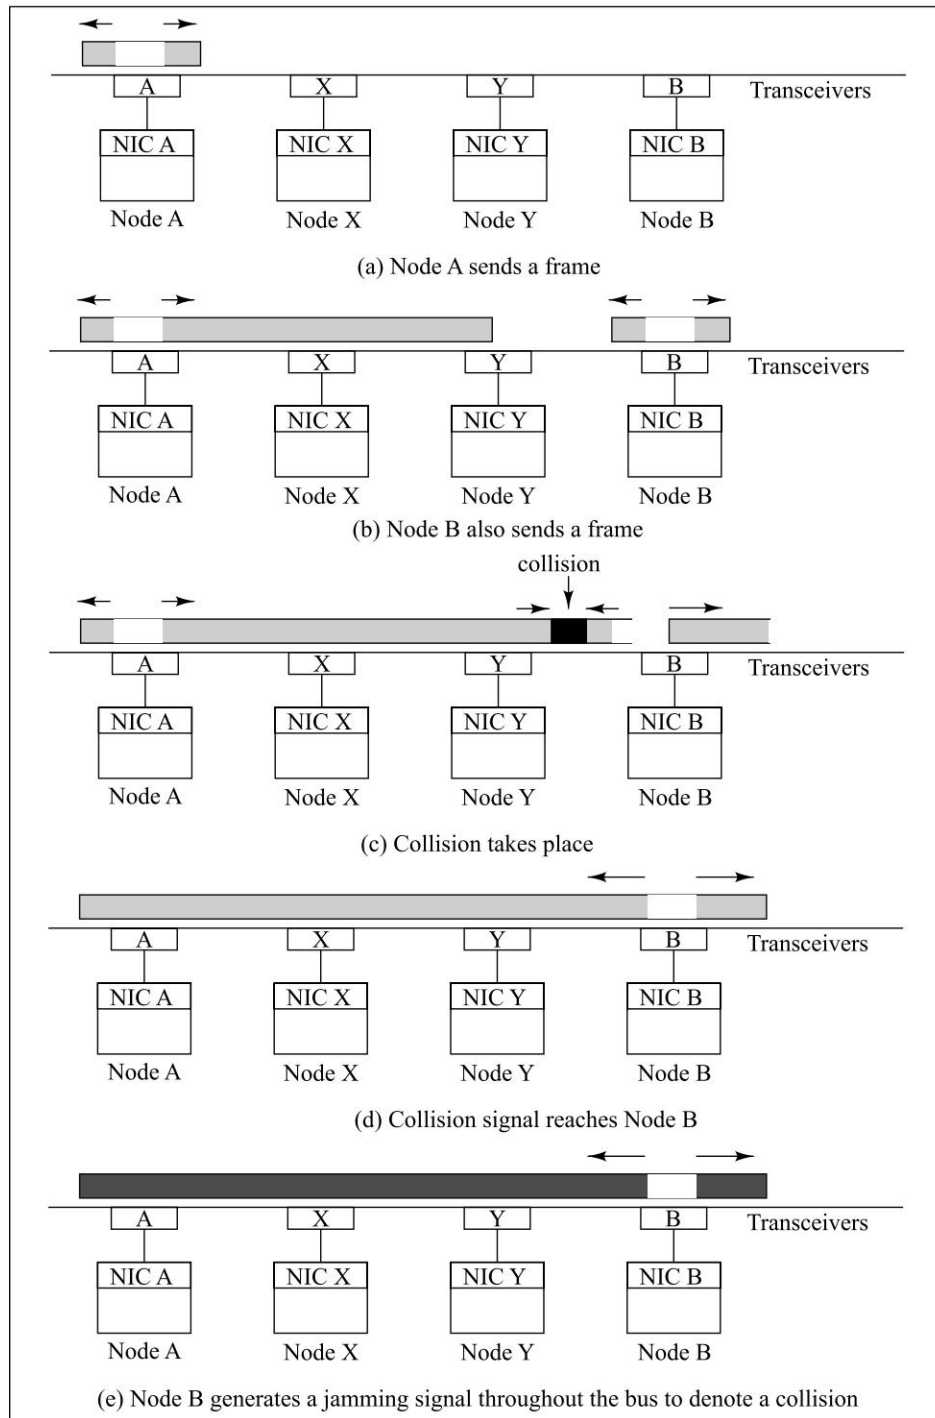 A X Y B Transceivers
NIC A NIC X NIC Y NIC B
Node A Node X Node Y Node B
(a) Node A sends a frame
A X Y B Transceivers
NIC A NIC X NIC Y NIC B
Node A Node X Node Y Node B
(b) Node B also sends a frame
collision
A X Y B Transceivers
NIC A NIC X NIC Y NIC B
Node A Node X Node Y Node B
(c) Collision takes place
A X Y B Transceivers
NIC A NIC X NIC Y NIC B
Node A Node X Node Y Node B
(d) Collision signal reaches Node B
A X Y B Transceivers
NIC A NIC X NIC Y NIC B
Node A Node X Node Y Node B
(e) Node B generates a jamming signal throughout the bus to denote a collision